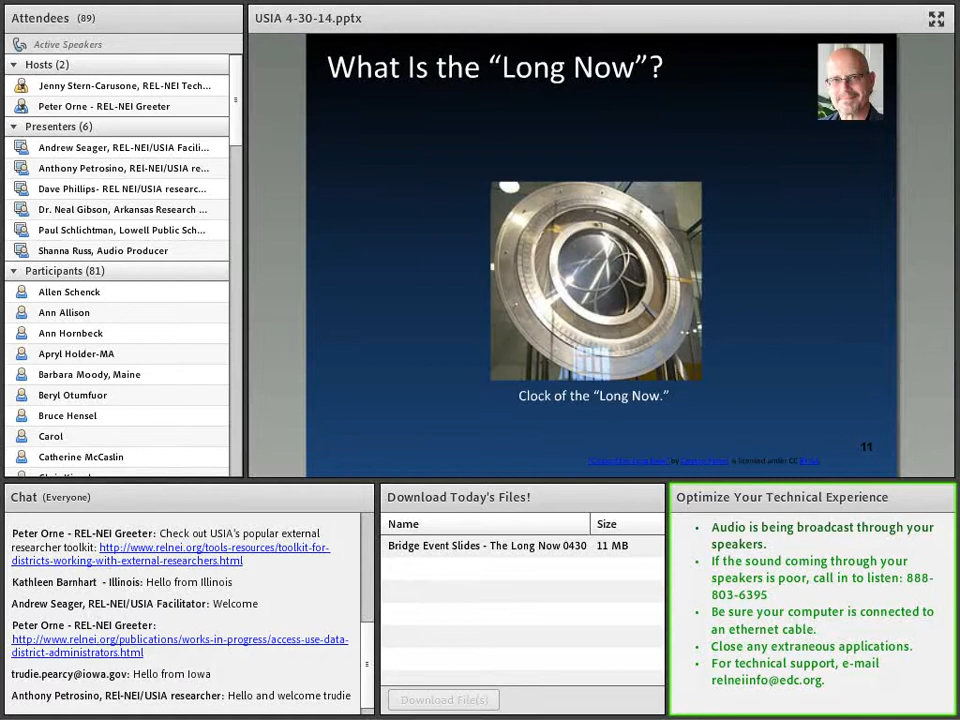 Attendees (89)
Active Speakers
Hosts (2)
Jenny Stern-Carusone, REL-NEI Tech...
Peter Orne - REL-NEI Greeter
Presenters (6)
Andrew Seager, REL-NEI/USIA Facili...
Anthony Petrosino, REl-NEI/USIA re...
Dave Phillips- REL NEI/USIA researc...
Dr. Neal Gibson, Arkansas Research ...
Paul Schlichtman, Lowell Public Sch...
Shanna Russ, Audio Producer
Participants (81)
Allen Schenck
Ann Allison
Ann Hornbeck
Apryl Holder-MA
Barbara Moody, Maine
Beryl Otumfuor
Bruce Hensel
Carol
Catherine McCaslin
USIA 4-30-14.pptx
What Is the “Long Now”?
Clock of the “Long Now.”
11
is licensed under CC
Chat (Everyone)
Peter Orne - REL-NEI Greeter: Check out USIA's popular external
researcher toolkit: http://www.relnei.org/tools-resources/toolkit-for-
districts-working-with-external-researchers.html
Kathleen Barnhart - Illinois: Hello from Illinois
Andrew Seager, REL-NEI/USIA Facilitator: Welcome
Peter Orne - REL-NEI Greeter:
http://www.relnei.org/publications/works-in-progress/access-use-data-
district-administrators.html
trudie.pearcy@iowa.gov: Hello from Iowa
Anthony Petrosino, REl-NEI/USIA researcher: Hello and welcome trudie
Download Today's Files!
Name Size
Bridge Event Slides - The Long Now 0430 11 MB
Download File(s)
Optimize Your Technical Experience
• Audio is being broadcast through your
speakers.
• If the sound coming through your
speakers is poor, call in to listen: 888-
803-6395
• Be sure your computer is connected to
an ethernet cable.
• Close any extraneous applications.
• For technical support, e-mail
relneiinfo@edc.org.